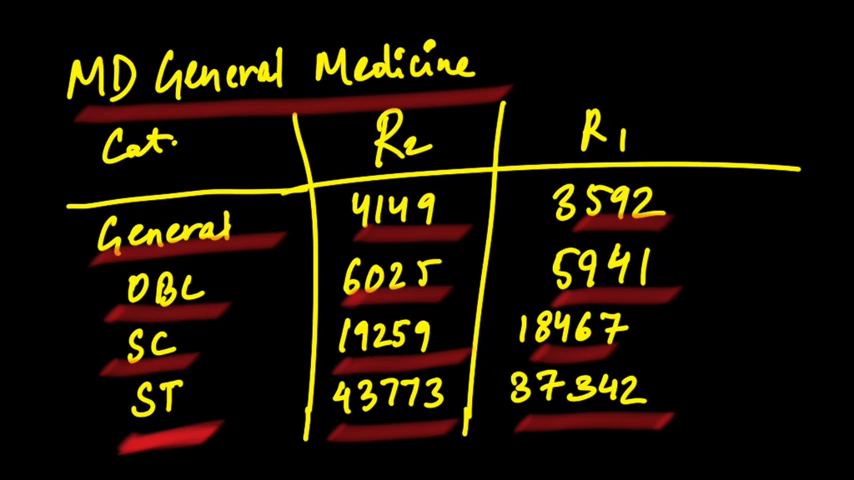 MD General Medicine
Cat. R2 R1
General 4149 3592
OBC 6025 5941
SC 19259 18467
ST 43773 37342